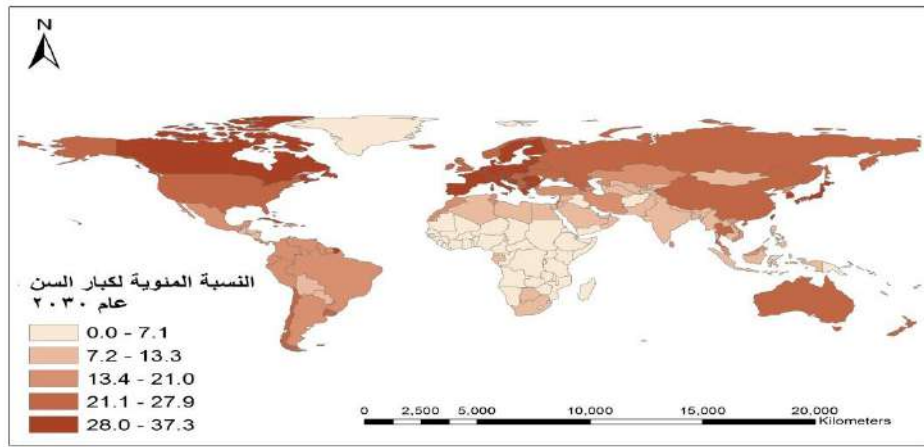 N
النسبة المئوية لكبار السن
عام ٢٠٣٠
0.0 - 7.1
7.2 - 13.3
13.4 - 21.0
21.1 - 27.9
28.0 - 37.3
0 2,500 5,000 10,000 15,000 20,000
Kilometers